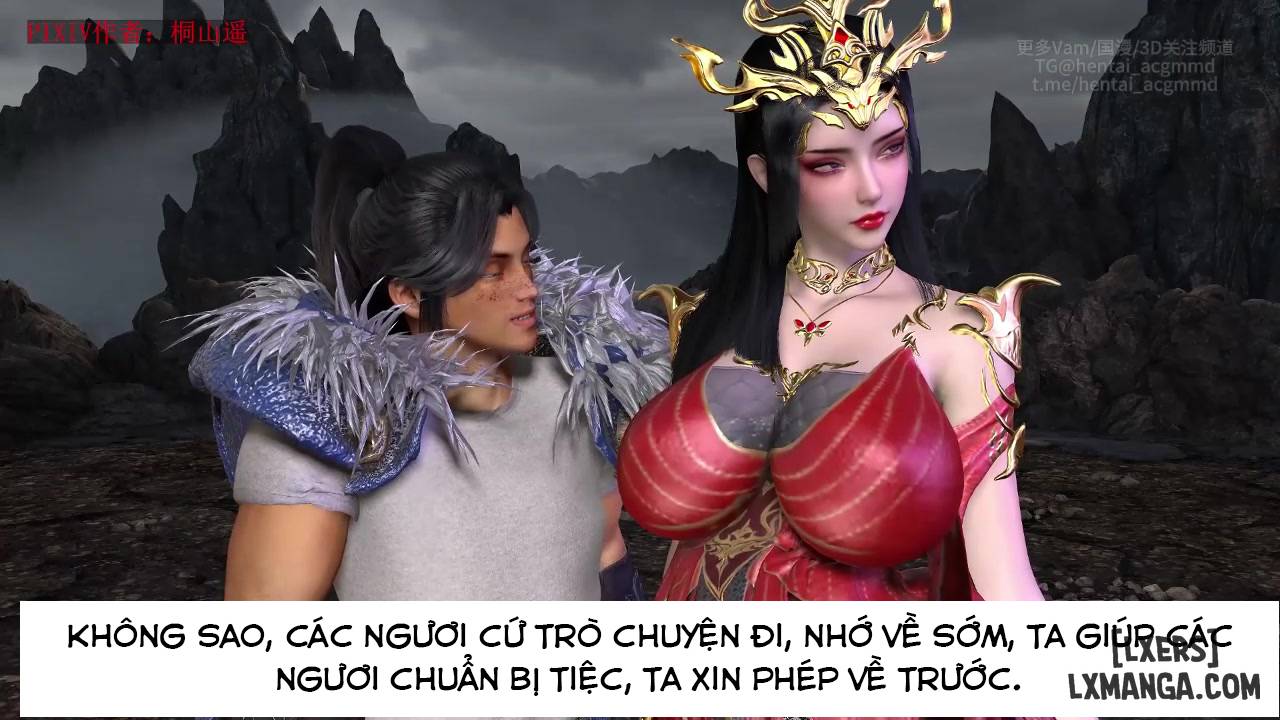 PIXIV作者：桐山遥
更多Vam/国漫/3D关注频道
TG@hentai_acgmmd
t.me/hentai_acgmmd
KHÔNG SAO, CÁC NGƯƠI CỨ TRÒ CHUYỆN ĐI, NHỚ VỀ SỚM, TA GIÚP CÁC
NGƯƠI CHUẨN BỊ TIỆC, TA XIN PHÉP VỀ TRƯỚC.
[LXERS]
LXMANGA.COM